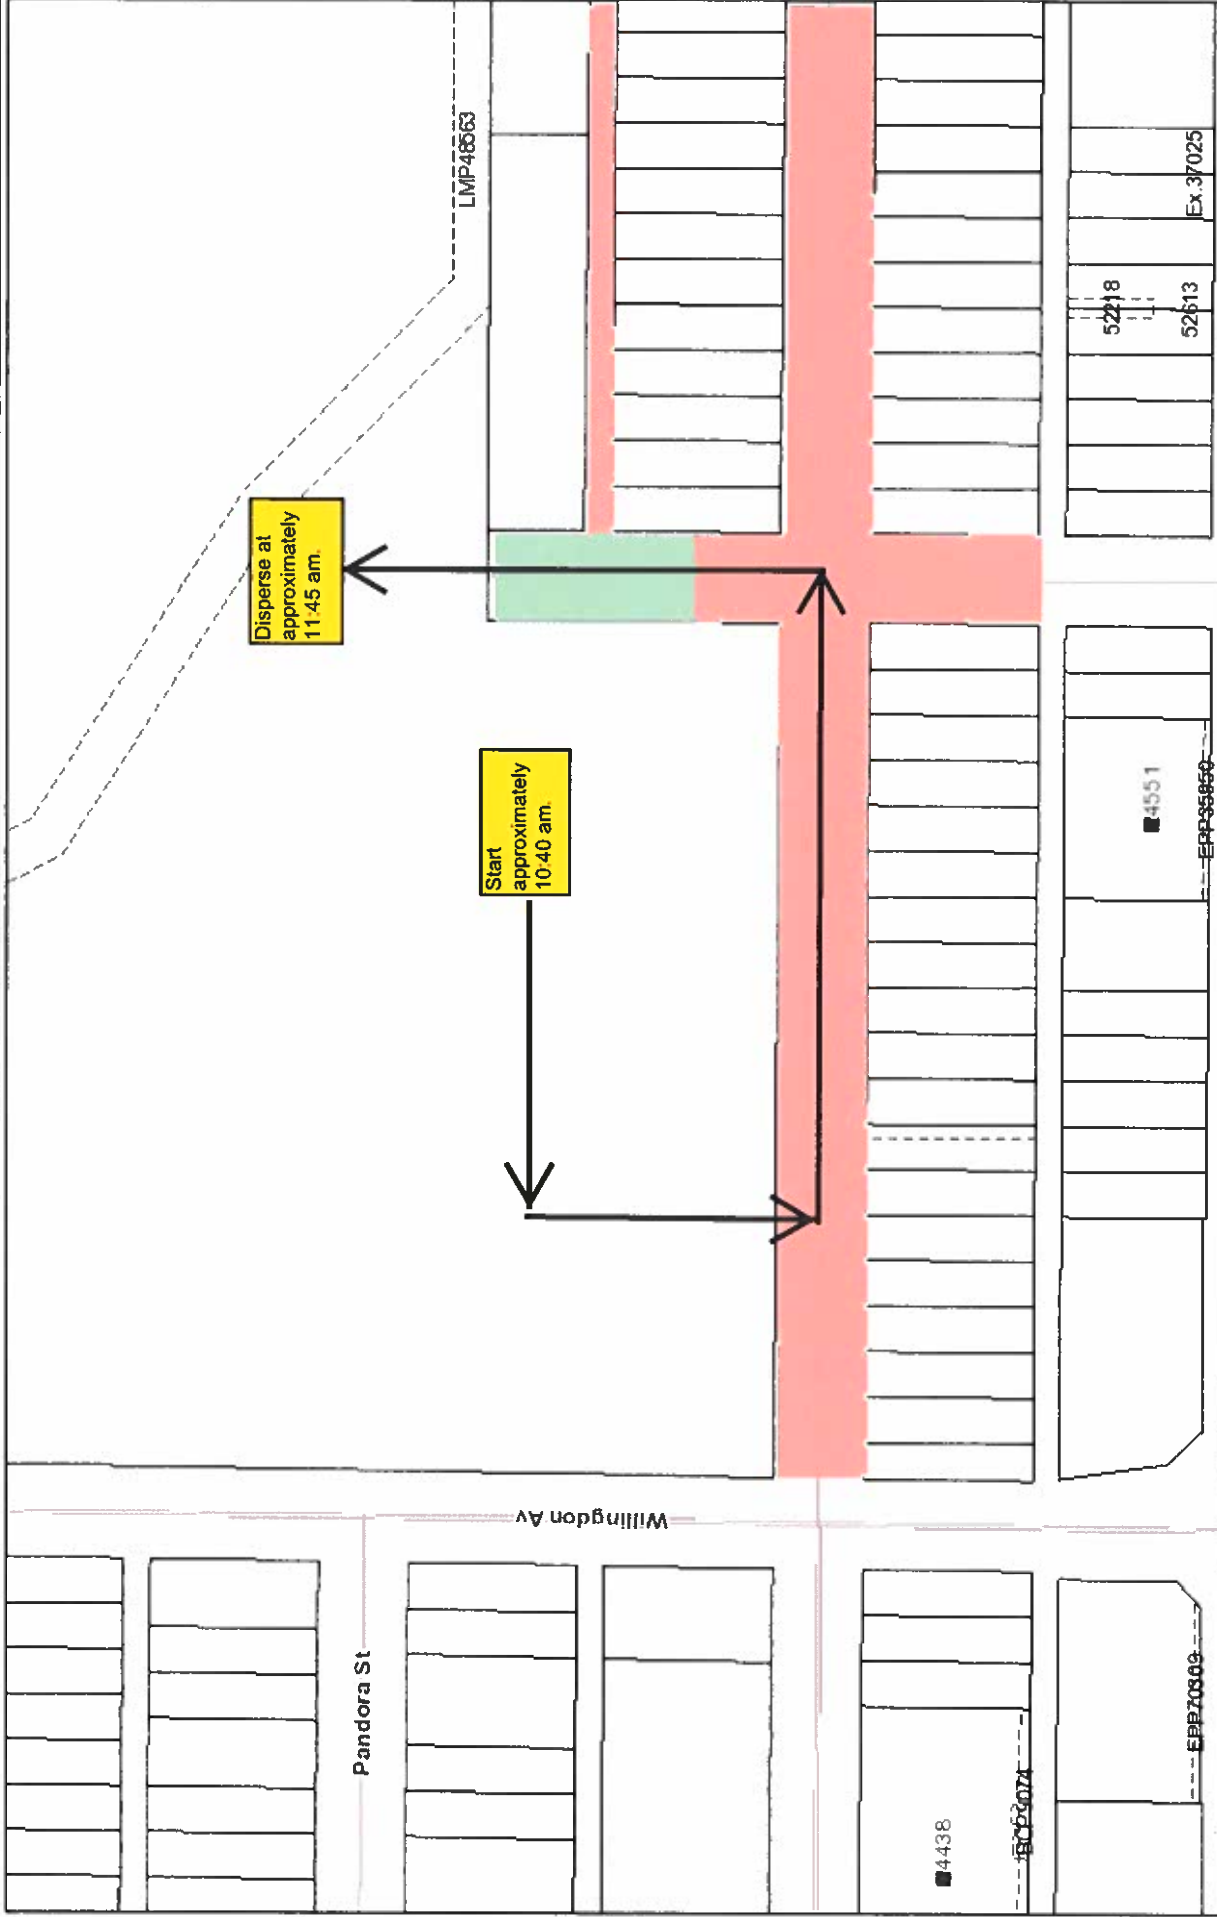 LMP48563
Disperse at
approximately
11:45 am.
Start
approximately
10:40 am.
Ex.37025
52218
52613
4551
EPP35850
Willingdon Av
Pandora St
4438
BCP5074
EPP70309